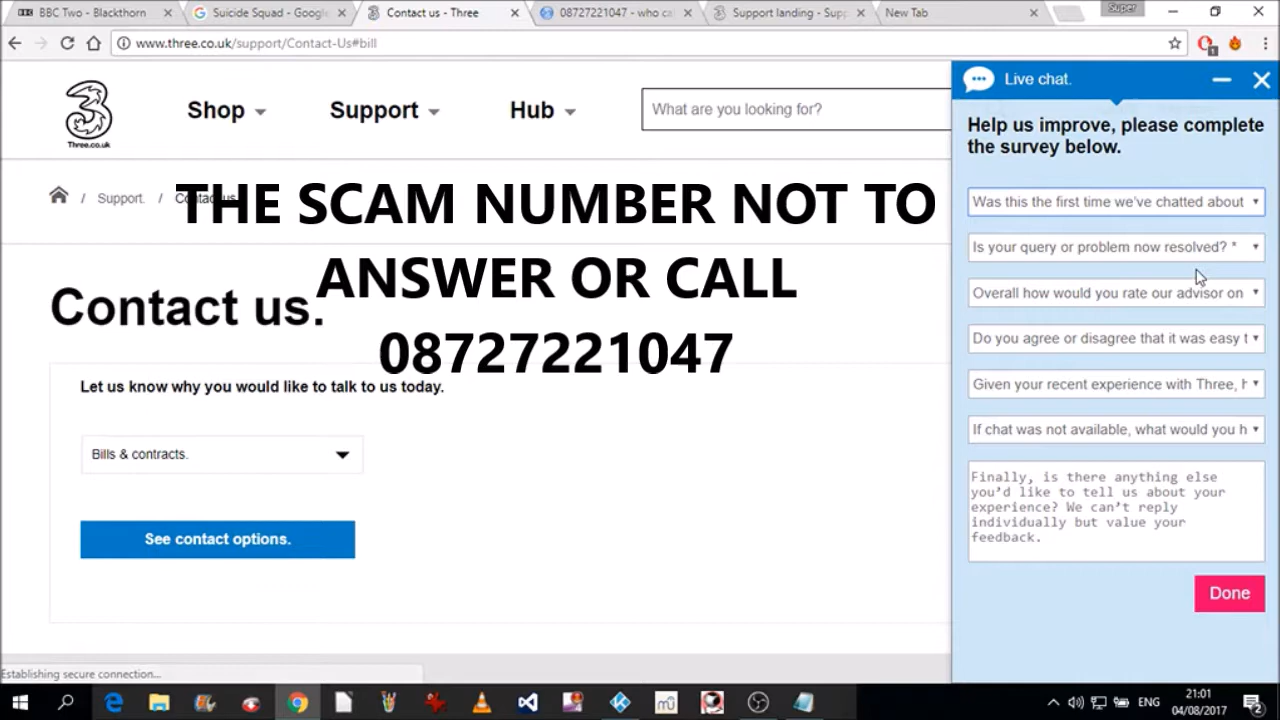 BBC Two - Blackthorn
Suicide Squad - Google
Contact us - Three
08727221047 - who cal
Support landing - Supp
New Tab
Super
www.three.co.uk/support/Contact-Us#bill
Three.co.uk
Shop
Support
Hub
What are you looking for?
/ Support. / Contact us
THE SCAM NUMBER NOT TO
ANSWER OR CALL
08727221047
Contact us.
Let us know why you would like to talk to us today.
Bills & contracts.
See contact options.
Live chat.
Help us improve, please complete
the survey below.
Was this the first time we've chatted about
Is your query or problem now resolved? *
Overall how would you rate our advisor on
Do you agree or disagree that it was easy t
Given your recent experience with Three, h
If chat was not available, what would you h
Finally, is there anything else
you'd like to tell us about your
experience? We can't reply
individually but value your
feedback.
Done
Establishing secure connection...
ENG
21:01
04/08/2017
2